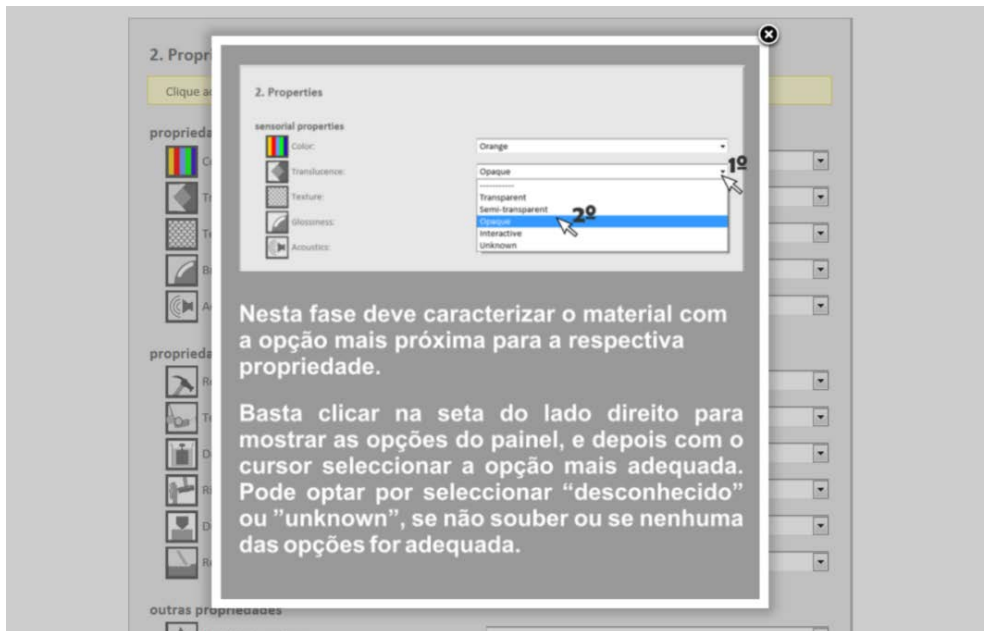 2. Propri
Clique a
propriedа
2. Properties
sensorial properties
Color:
Orange
Translucence:
Opaque
1º
------------
Texture:
Transparent
Semi-transparent
2º
Glossiness:
Opaque
Interactive
Acoustics:
Unknown
Nesta fase deve caracterizar o material com
a opção mais próxima para a respectiva
propriedade.
Basta clicar na seta do lado direito para
mostrar as opções do painel, e depois com o
cursor seleccionar a opção mais adequada.
Pode optar por seleccionar “desconhecido”
ou ”unknown”, se não souber ou se nenhuma
das opções for adequada.
proprieda
outras propriedades